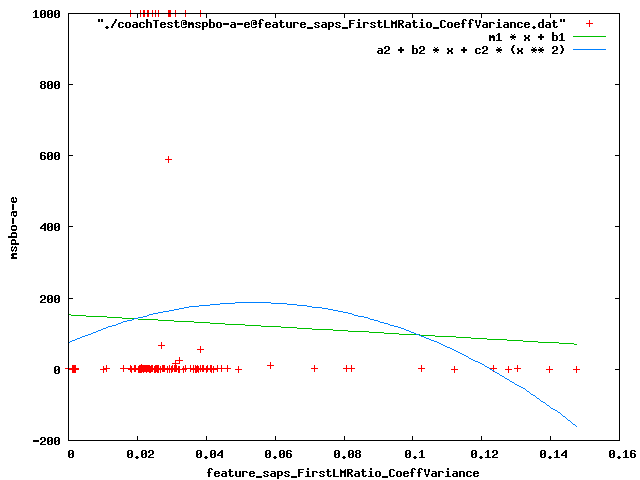 "./coachTest@mspbo-a-e@feature_saps_FirstLMRatio_CoeffVariance.dat"
m1 * x + b1
a2 + b2 * x + c2 * (x ** 2)
1000
800
600
400
200
0
-200
mspbo-a-e
0 0.02 0.04 0.06 0.08 0.1 0.12 0.14 0.16
feature_saps_FirstLMRatio_CoeffVariance